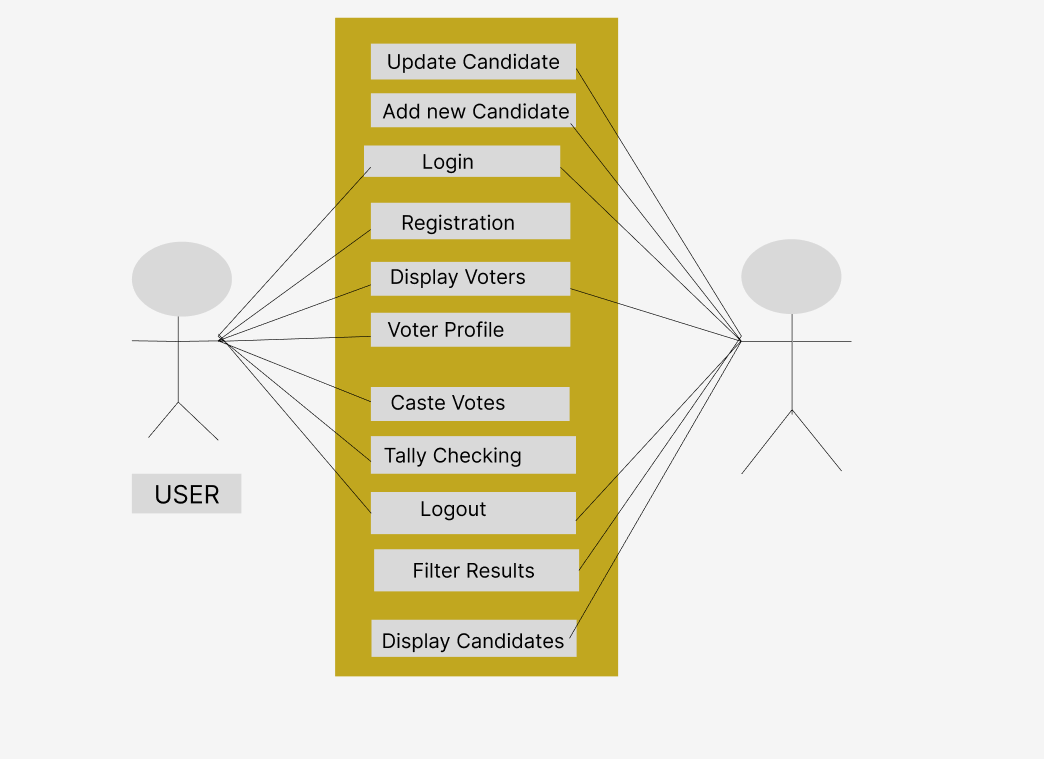 Update Candidate
Add new Candidate
Login
Registration
Display Voters
Voter Profile
Caste Votes
Tally Checking
Logout
Filter Results
Display Candidates
USER